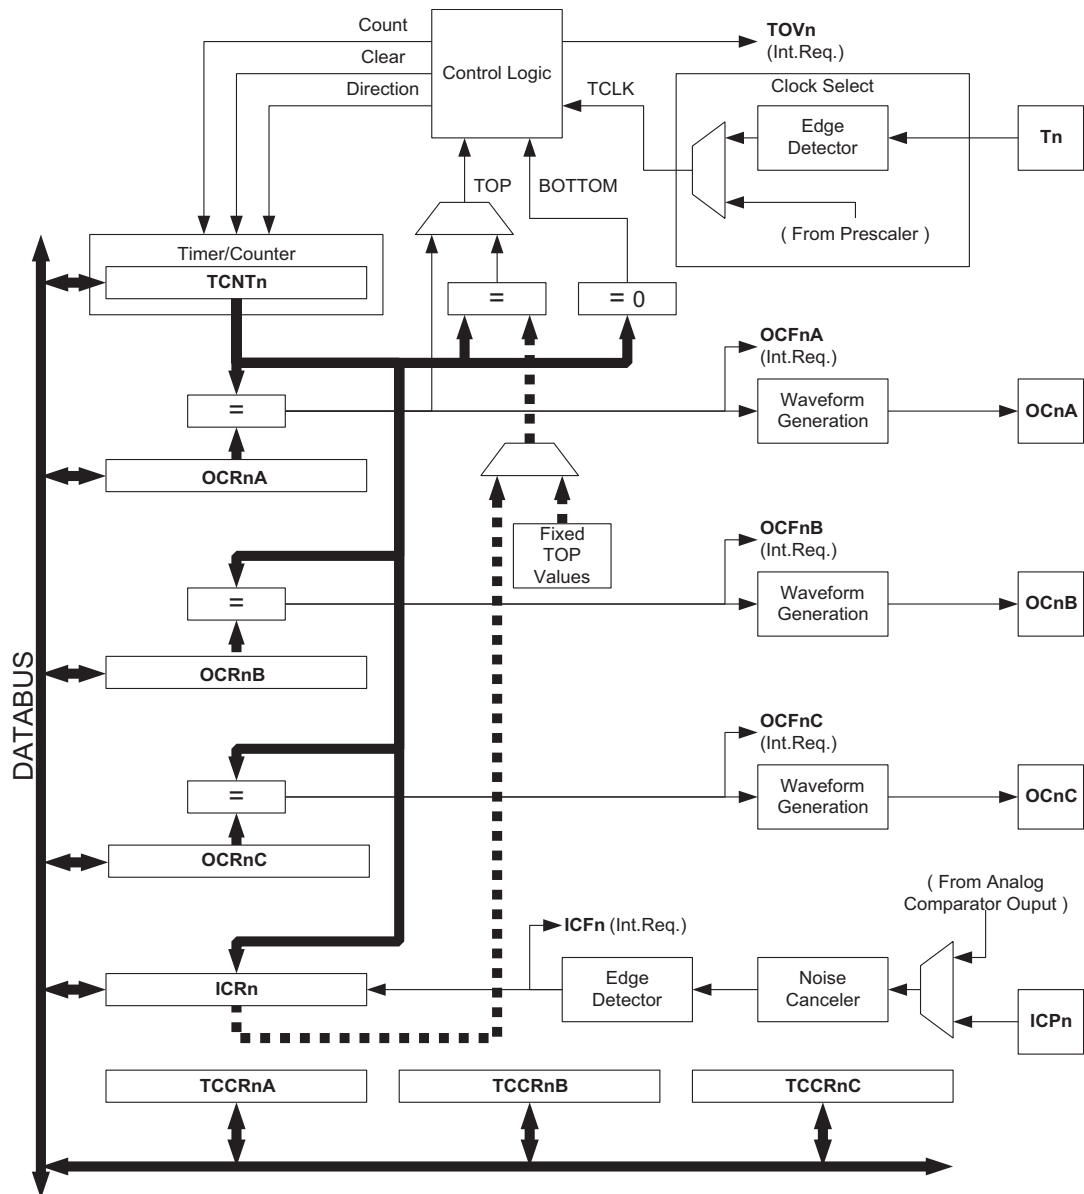 Count
Clear
Direction
Control Logic
TOVn
(Int.Req.)
TCLK
Clock Select
Edge
Detector
Tn
( From Prescaler )
TOP
BOTTOM
Timer/Counter
TCNTn
=
= 0
OCFnA
(Int.Req.)
=
Waveform
Generation
OCnA
OCRnA
Fixed
TOP
Values
OCFnB
(Int.Req.)
=
Waveform
Generation
OCnB
OCRnB
DATABUS
OCFnC
(Int.Req.)
=
Waveform
Generation
OCnC
OCRnC
( From Analog
Comparator Ouput )
ICFn (Int.Req.)
ICRn
Edge
Detector
Noise
Canceler
ICPn
TCCRnA
TCCRnB
TCCRnC